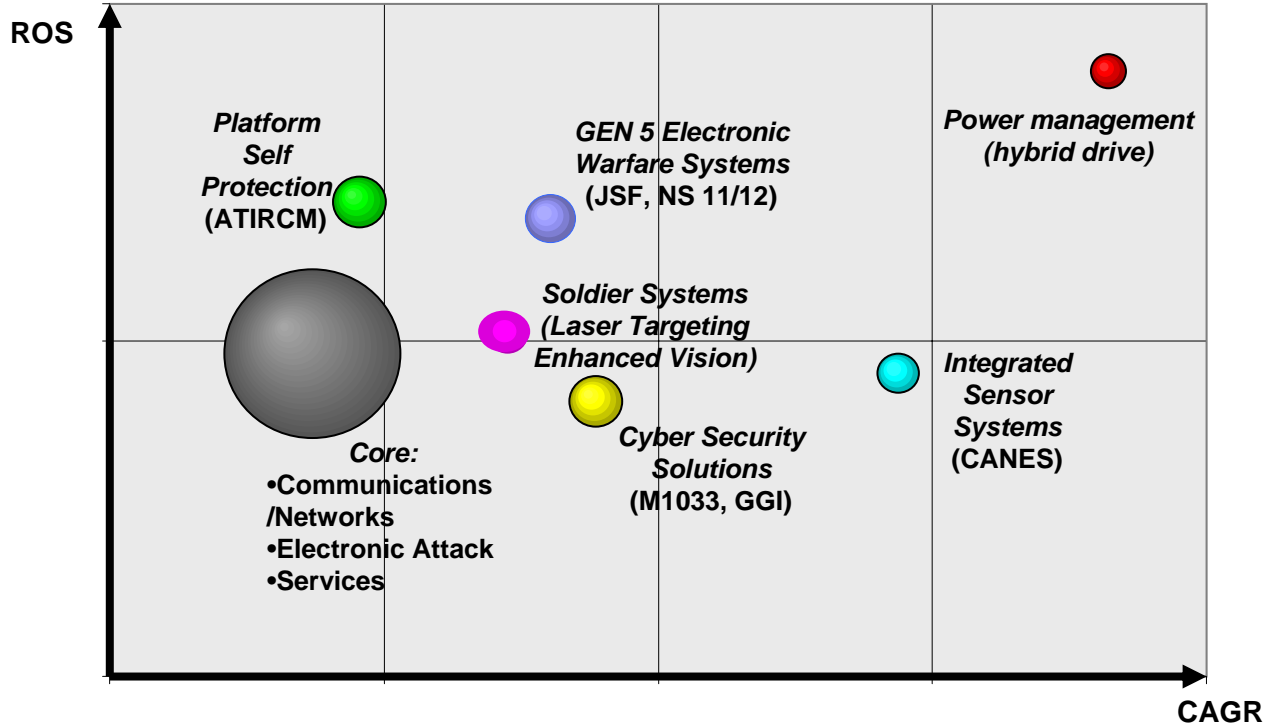 ROS
Platform
Self
Protection
(ATIRCM)
GEN 5 Electronic
Warfare Systems
(JSF, NS 11/12)
Power management
(hybrid drive)
Soldier Systems
(Laser Targeting
Enhanced Vision)
Integrated
Sensor
Systems
(CANES)
Cyber Security
Solutions
(M1033, GGI)
Core:
•Communications
/Networks
•Electronic Attack
•Services
CAGR